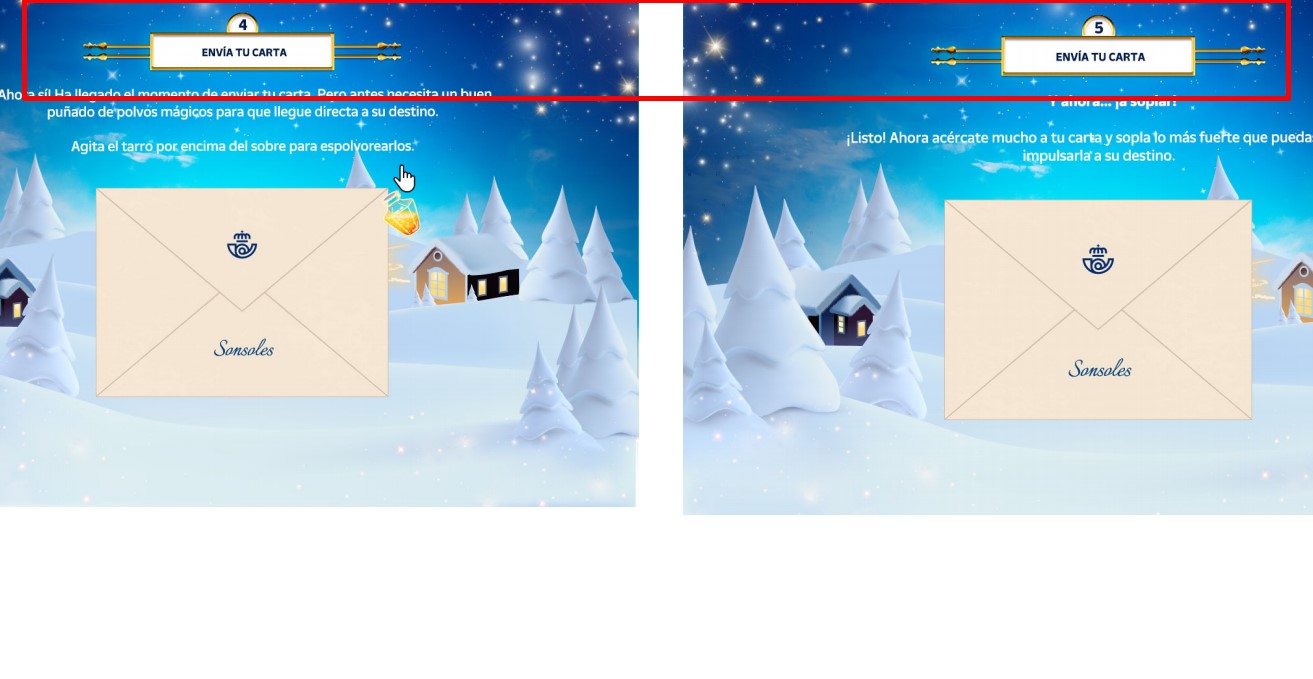 4
ENVÍA TU CARTA
Ahora sí! Ha llegado el momento de enviar tu carta. Pero antes necesita un buen
puñado de polvos mágicos para que llegue directa a su destino.
Agita el tarro por encima del sobre para espolvorearlos.
Sonsoles
5
ENVÍA TU CARTA
Y ahora... ¡a soplar!
¡Listo! Ahora acércate mucho a tu carta y sopla lo más fuerte que pueda
impulsarla a su destino.
Sonsoles